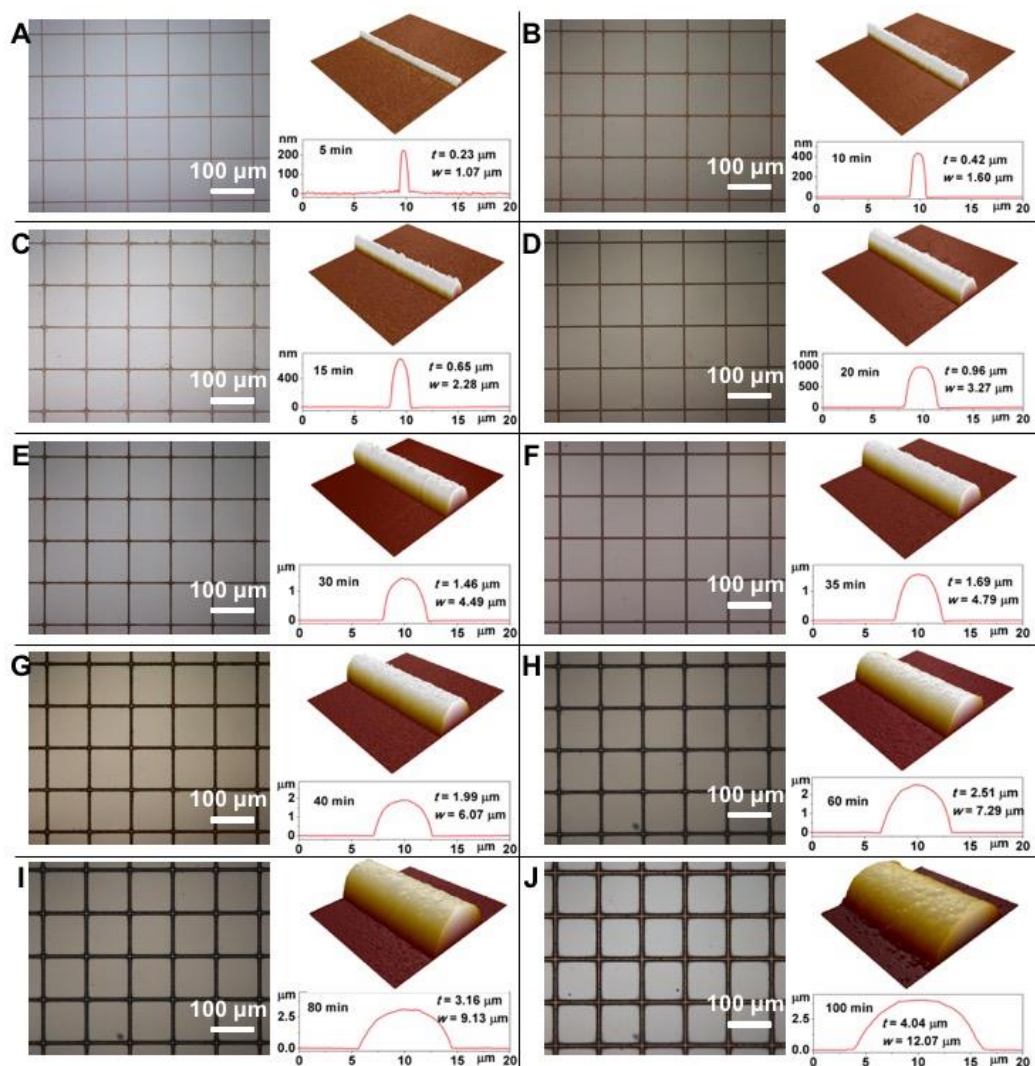 A
100 µm
nm
200
100
0
5 min
t = 0.23 µm
w = 1.07 µm
0 5 10 15 µm 20
B
100 µm
nm
400
200
0
10 min
t = 0.42 µm
w = 1.60 µm
0 5 10 15 µm 20
C
100 µm
nm
400
0
15 min
t = 0.65 µm
w = 2.28 µm
0 5 10 15 µm 20
D
100 µm
nm
1000
500
0
20 min
t = 0.96 µm
w = 3.27 µm
0 5 10 15 µm 20
E
100 µm
µm
1
0
30 min
t = 1.46 µm
w = 4.49 µm
0 5 10 15 µm 20
F
100 µm
µm
1
0
35 min
t = 1.69 µm
w = 4.79 µm
0 5 10 15 µm 20
G
100 µm
µm
2
1
0
40 min
t = 1.99 µm
w = 6.07 µm
0 5 10 15 µm 20
H
100 µm
µm
2
1
0
60 min
t = 2.51 µm
w = 7.29 µm
0 5 10 15 µm 20
I
100 µm
µm
2.5
0.0
80 min
t = 3.16 µm
w = 9.13 µm
0 5 10 15 µm 20
J
100 µm
µm
2.5
0.0
100 min
t = 4.04 µm
w = 12.07 µm
0 5 10 15 µm 20